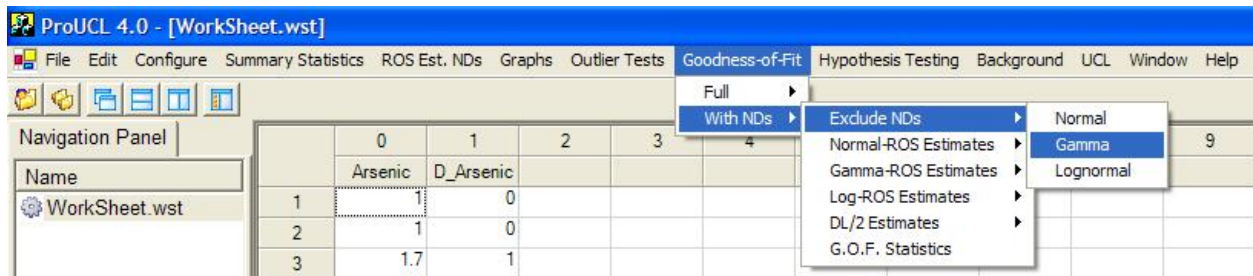 ProUCL 4.0 - [WorkSheet.wst]
File Edit Configure Summary Statistics ROS Est. NDs Graphs Outlier Tests Goodness-of-Fit Hypothesis Testing Background UCL Window Help
Full
With NDs Exclude NDs Normal
Normal-ROS Estimates Gamma
Gamma-ROS Estimates Lognormal
Log-ROS Estimates
DL/2 Estimates
G.O.F. Statistics
Navigation Panel 0 1 2 3 4 9
Name Arsenic D_Arsenic
WorkSheet.wst 1 1 0
2 1 0
3 1.7 1